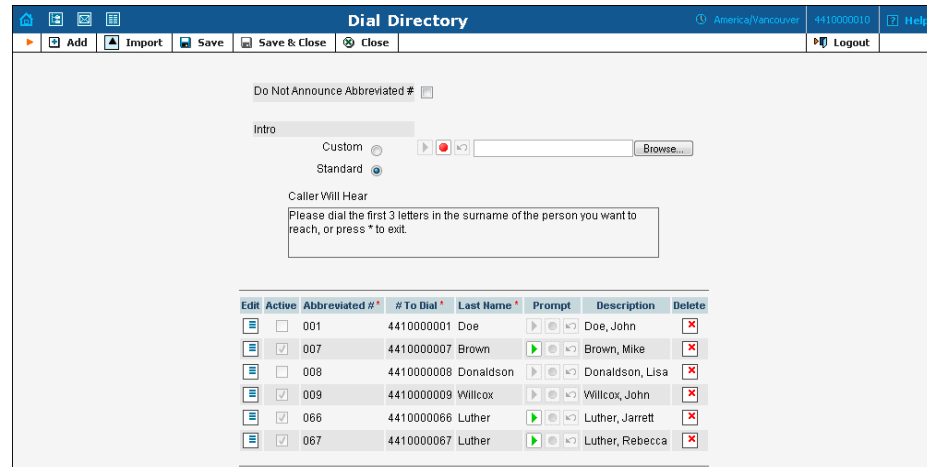 Dial Directory America/Vancouver 4410000010 ? Help
Add Import Save Save & Close Close Logout
Do Not Announce Abbreviated #
Intro
Custom Browse...
Standard
Caller Will Hear
Please dial the first 3 letters in the surname of the person you want to
reach, or press * to exit.
Edit Active Abbreviated #* # To Dial * Last Name * Prompt Description Delete
001 4410000001 Doe Doe, John
007 4410000007 Brown Brown, Mike
008 4410000008 Donaldson Donaldson, Lisa
009 4410000009 Willcox Willcox, John
066 4410000066 Luther Luther, Jarrett
067 4410000067 Luther Luther, Rebecca